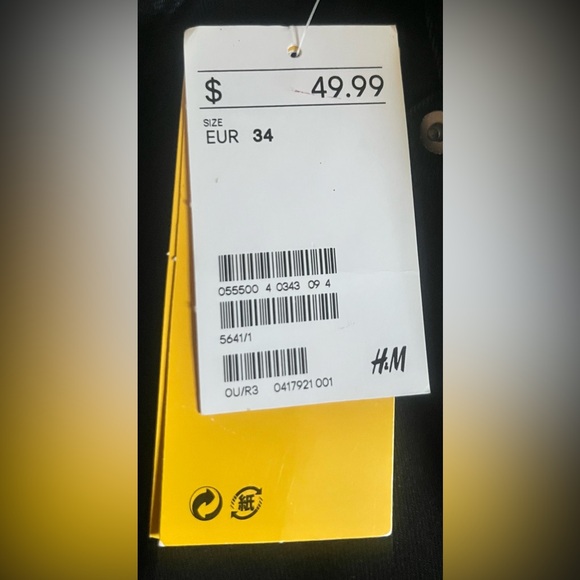 $ 49.99
SIZE
EUR 34
055500 4 0343 09 4
5641/1
OU/R3 0417921 001
H&M
紙